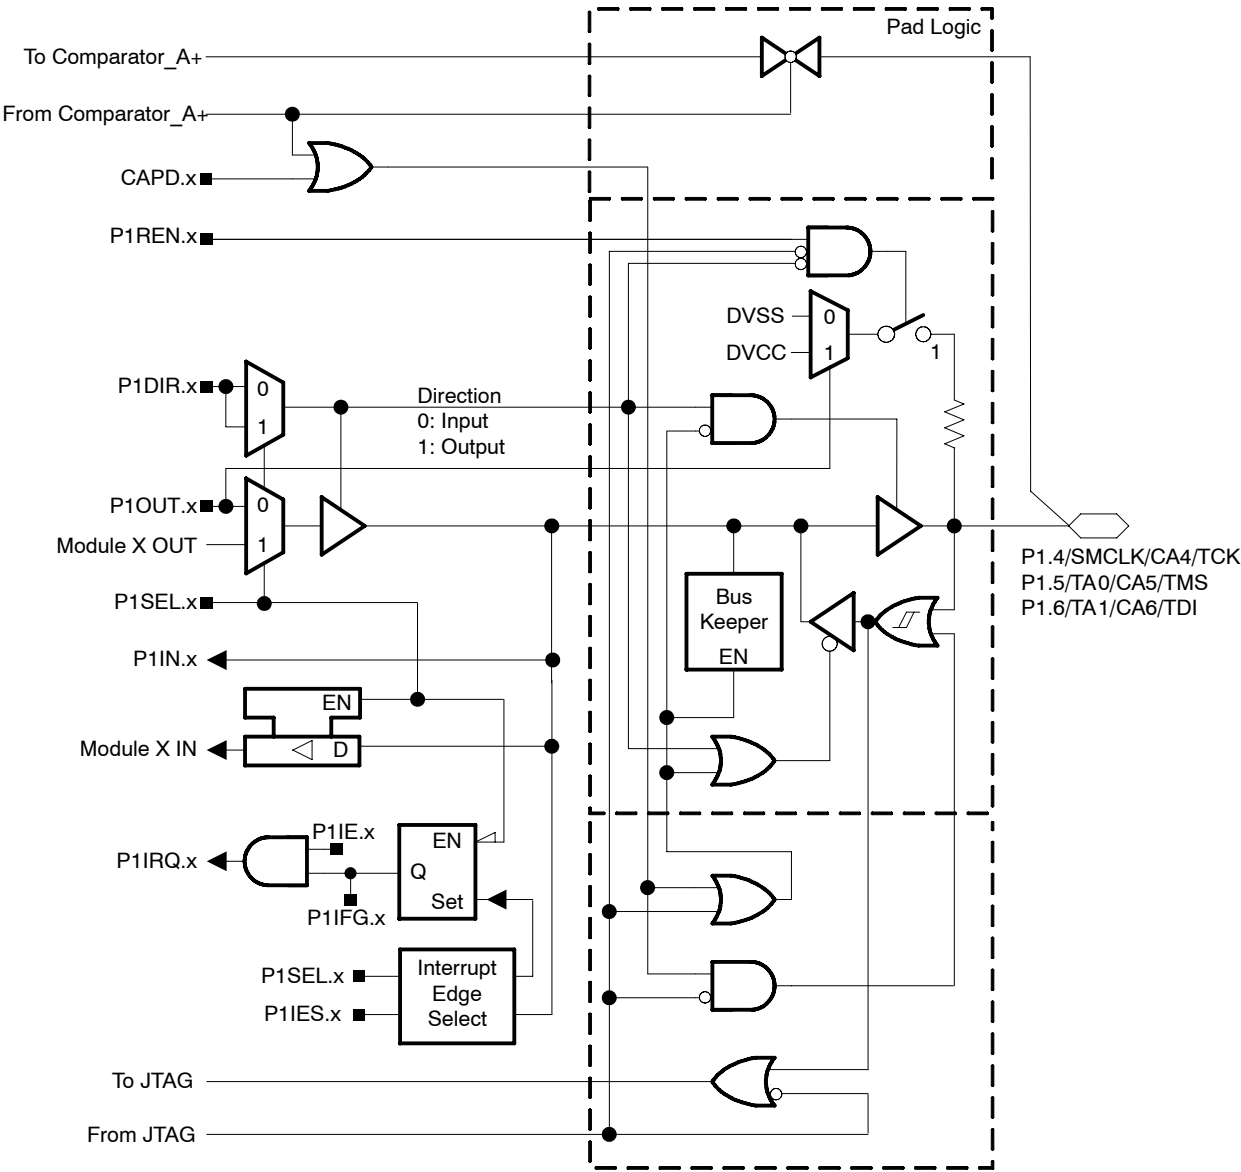 Pad Logic
To Comparator_A+
From Comparator_A+
CAPD.x
P1REN.x
DVSS
0
DVCC
1
1
P1DIR.x
0
1
Direction
0: Input
1: Output
P1OUT.x
0
Module X OUT
1
P1.4/SMCLK/CA4/TCK
P1.5/TA0/CA5/TMS
P1.6/TA1/CA6/TDI
P1SEL.x
Bus
Keeper
EN
P1IN.x
EN
Module X IN
D
P1IE.x
EN
P1IRQ.x
Q
Set
P1IFG.x
P1SEL.x
Interrupt
Edge
Select
P1IES.x
To JTAG
From JTAG